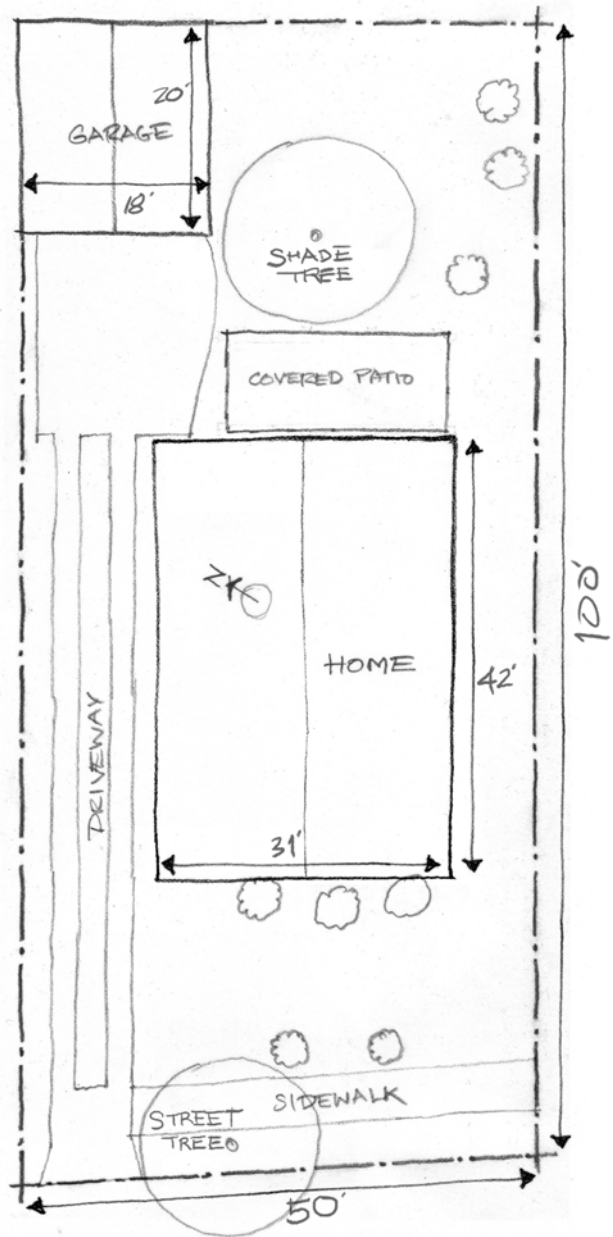 20'
GARAGE
18'
SHADE
TREE
COVERED PATIO
N
HOME
42'
100'
DRIVEWAY
31'
SIDEWALK
STREET
TREE
50'